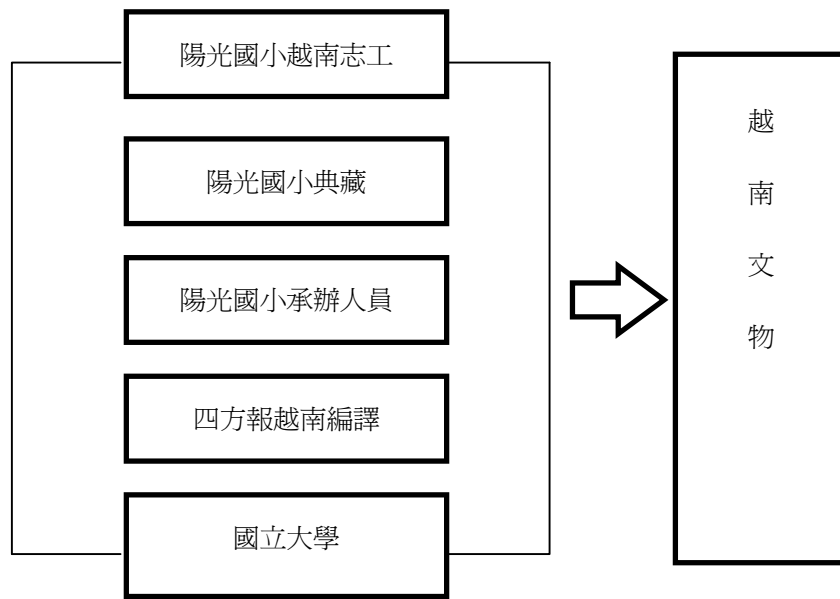 陽光國小越南志工
陽光國小典藏
陽光國小承辦人員
四方報越南編譯
國立大學
越
南
文
物